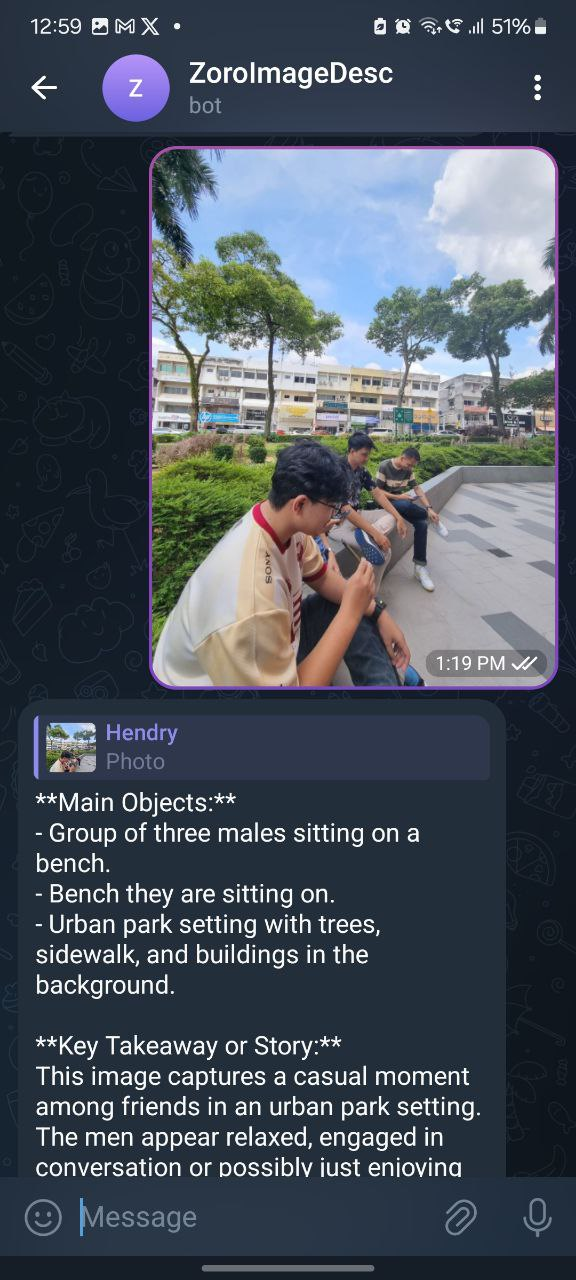 12:59
51%
Z
ZoroImageDesc
bot
SONY
1:19 PM
Hendry
Photo
**Main Objects:**
- Group of three males sitting on a
bench.
- Bench they are sitting on.
- Urban park setting with trees,
sidewalk, and buildings in the
background.
**Key Takeaway or Story:**
This image captures a casual moment
among friends in an urban park setting.
The men appear relaxed, engaged in
conversation or possibly just enjoying
Message